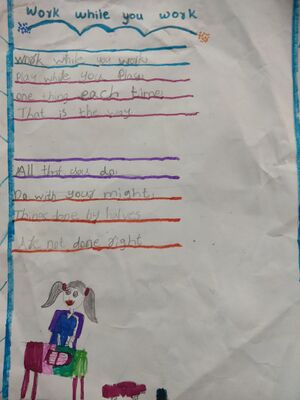 Work while you work
Work while you work
Play while you Play
one thing each time
That is the way
All that you do
Do with your might
Things done by halves
not done right